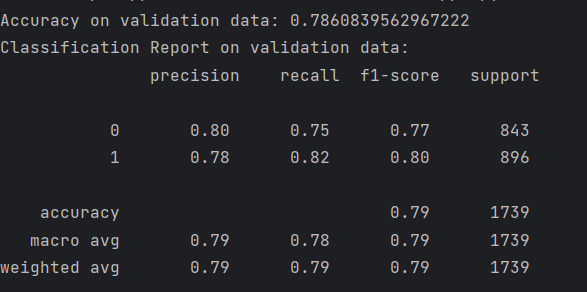 Accuracy on validation data: 0.7860839562967222
Classification Report on validation data:
precision recall f1-score support
0 0.80 0.75 0.77 843
1 0.78 0.82 0.80 896
accuracy 0.79 1739
macro avg 0.79 0.78 0.79 1739
weighted avg 0.79 0.79 0.79 1739